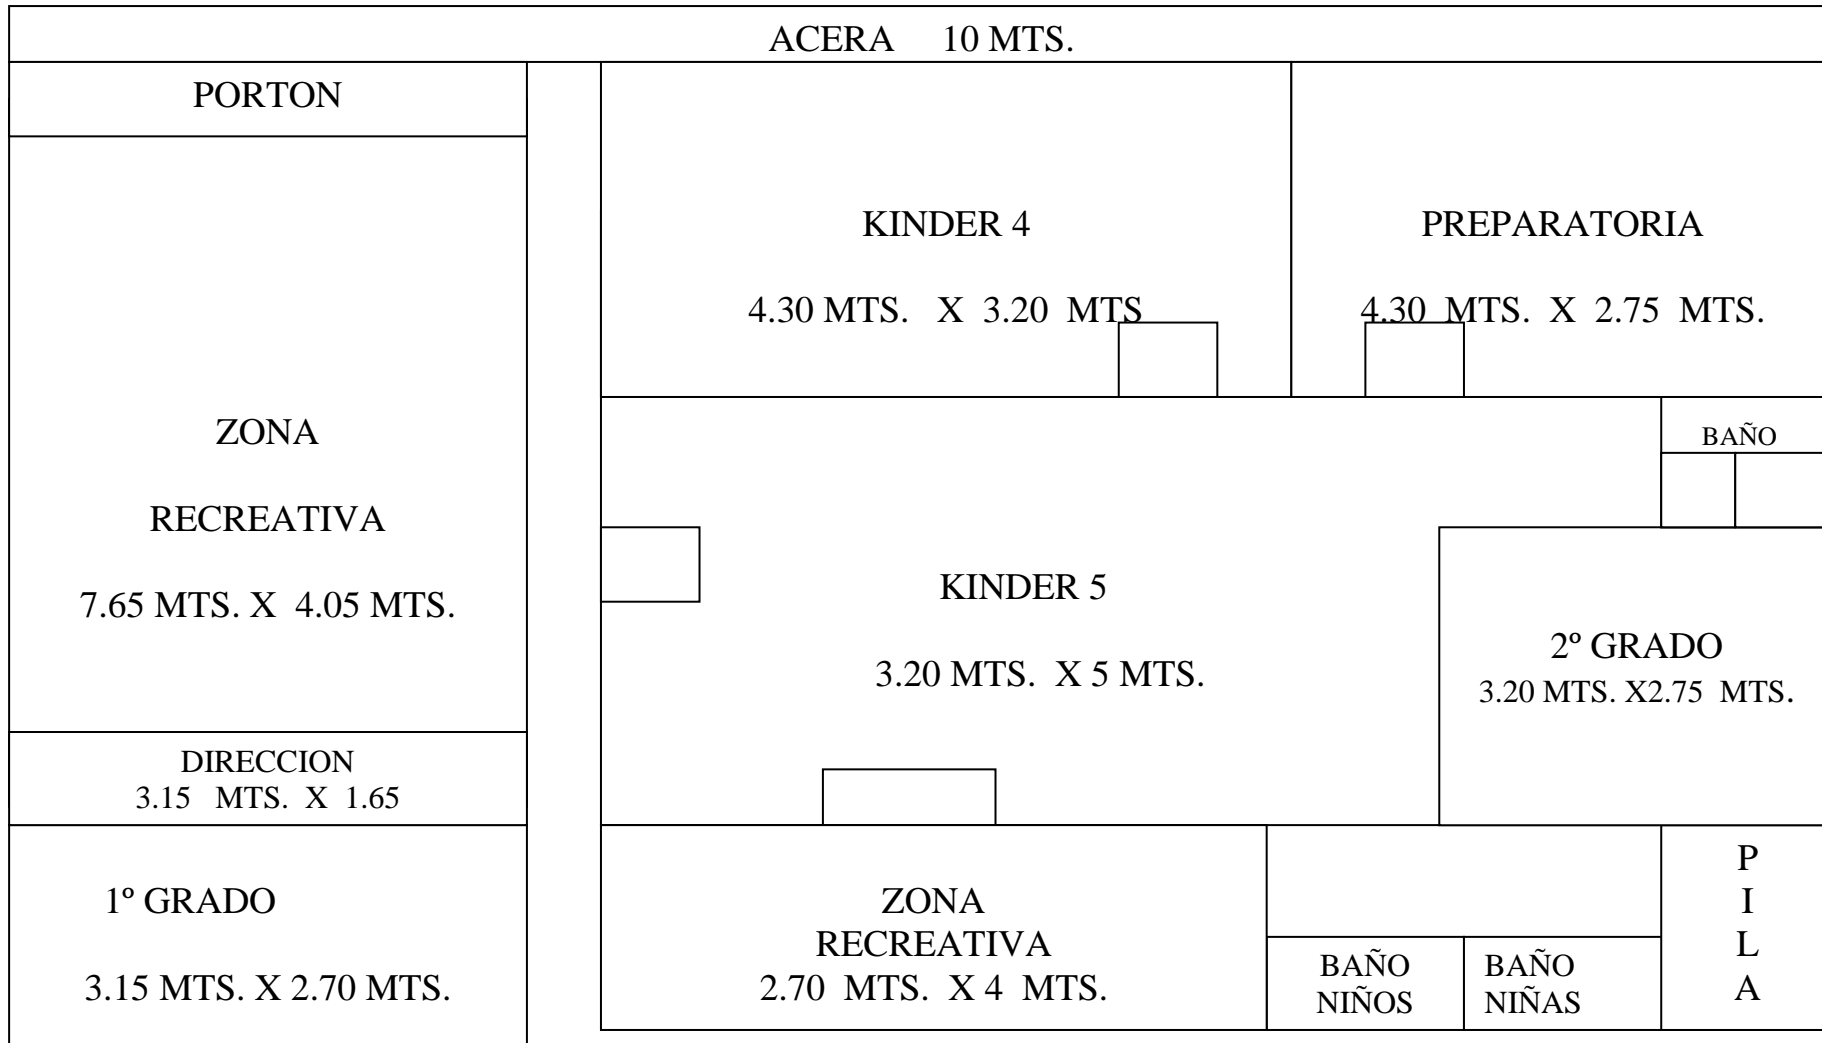 ACERA 10 MTS.
PORTON
ZONA
RECREATIVA
7.65 MTS. X 4.05 MTS.
DIRECCION
3.15 MTS. X 1.65
1º GRADO
3.15 MTS. X 2.70 MTS.
KINDER 4
4.30 MTS. X 3.20 MTS
PREPARATORIA
4.30 MTS. X 2.75 MTS.
BAÑO
KINDER 5
3.20 MTS. X 5 MTS.
2º GRADO
3.20 MTS. X2.75 MTS.
ZONA
RECREATIVA
2.70 MTS. X 4 MTS.
BAÑO
NIÑOS
BAÑO
NIÑAS
P
I
L
A